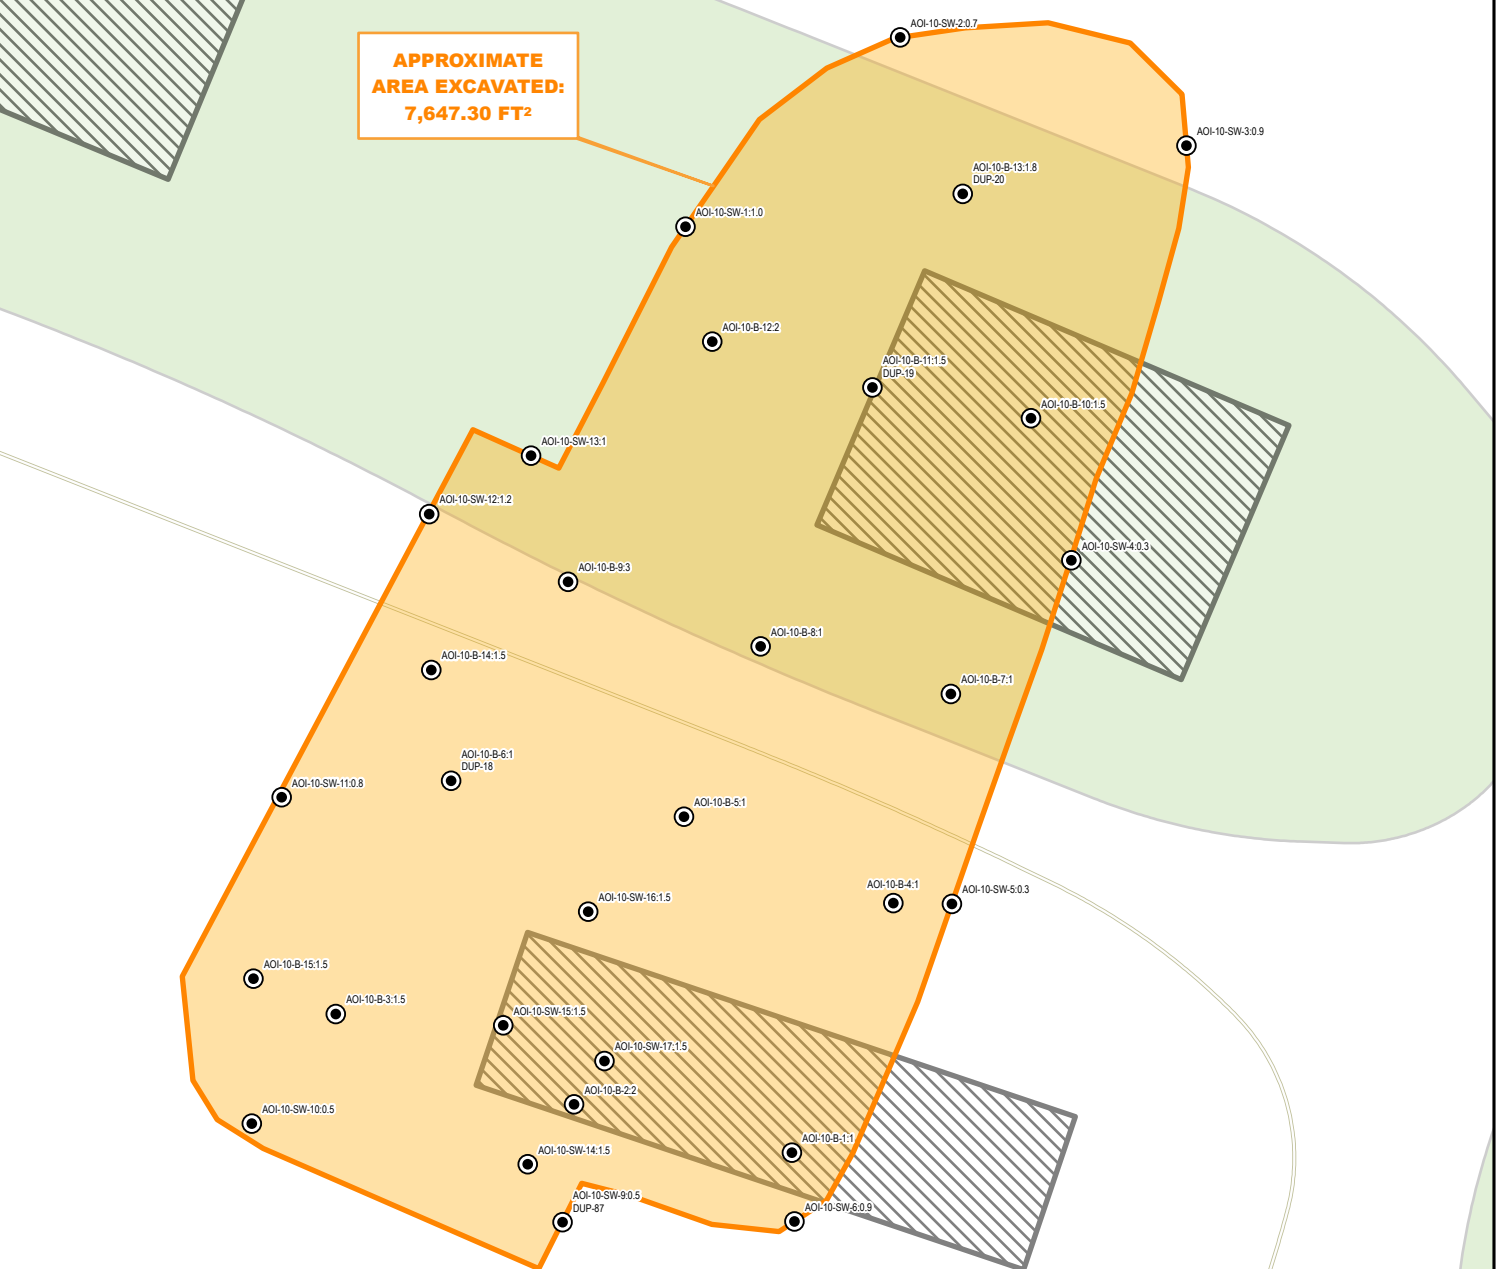 AOI-10-SW-2:0.7
APPROXIMATE
AREA EXCAVATED:
7,647.30 FT²
AOI-10-SW-3:0.9
AOI-10-B-13:1.8
DUP-20
AOI-10-SW-1:1.0
AOI-10-B-12:2
AOI-10-B-11:1.5
DUP-19
AOI-10-B-10:1.5
AOI-10-SW-13:1
AOI-10-SW-12:1.2
AOI-10-SW-4:0.3
AOI-10-B-9:3
AOI-10-B-8:1
AOI-10-B-14:1.5
AOI-10-B-7:1
AOI-10-B-6:1
DUP-18
AOI-10-SW-11:0.8
AOI-10-B-5:1
AOI-10-B-4:1
AOI-10-SW-5:0.3
AOI-10-SW-16:1.5
AOI-10-B-15:1.5
AOI-10-B-3:1.5
AOI-10-SW-15:1.5
AOI-10-SW-17:1.5
AOI-10-B-2:2
AOI-10-SW-10:0.5
AOI-10-B-1:1
AOI-10-SW-14:1.5
AOI-10-SW-9:0.5
DUP-87
AOI-10-SW-6:0.9